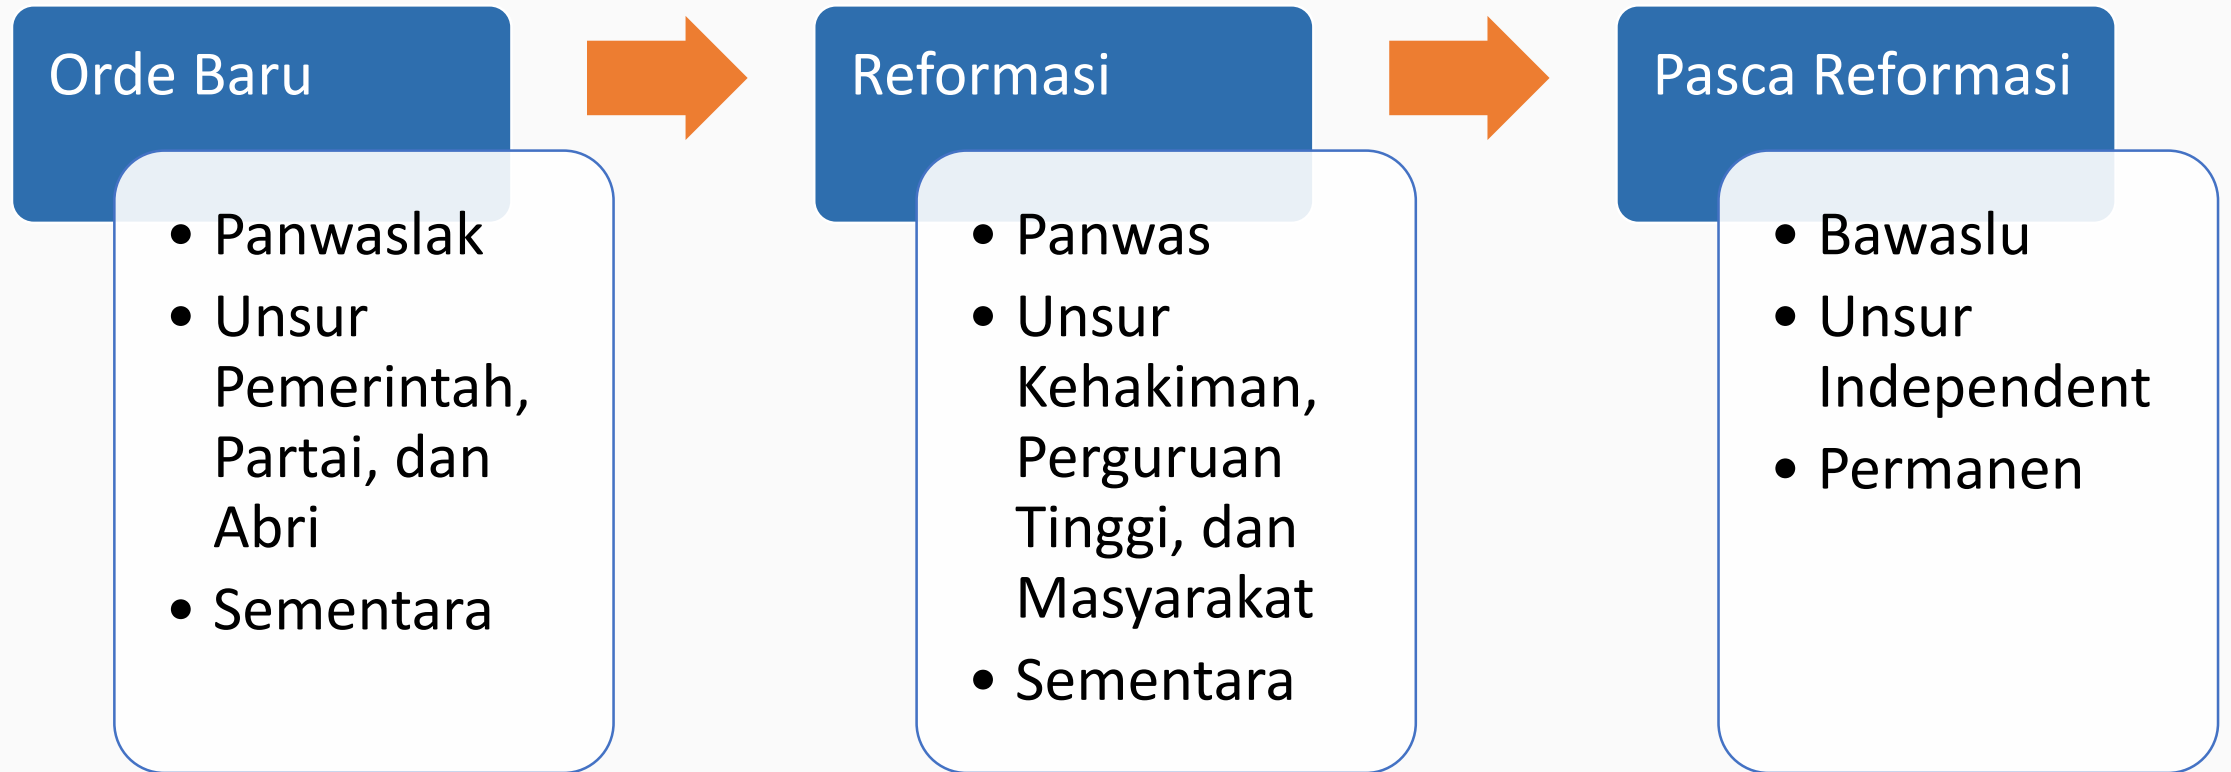 Orde Baru
• Panwaslak
• Unsur
Pemerintah,
Partai, dan
Abri
• Sementara
Reformasi
• Panwas
• Unsur
Kehakiman,
Perguruan
Tinggi, dan
Masyarakat
• Sementara
Pasca Reformasi
• Bawaslu
• Unsur
Independent
• Permanen